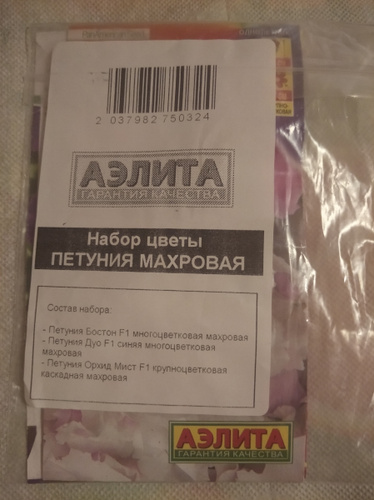 2 037982 750324
АЭЛИТА
ГАРАНТИЯ КАЧЕСТВА
Набор цветы
ПЕТУНИЯ МАХРОВАЯ
Состав набора:
- Петуния Бостон F1 многоцветковая махровая
- Петуния Дуо F1 синяя многоцветковая
махровая
- Петуния Орхид Мист F1 крупноцветковая
каскадная махровая
АЭЛИТА
ГАРАНТИЯ КАЧЕСТВА